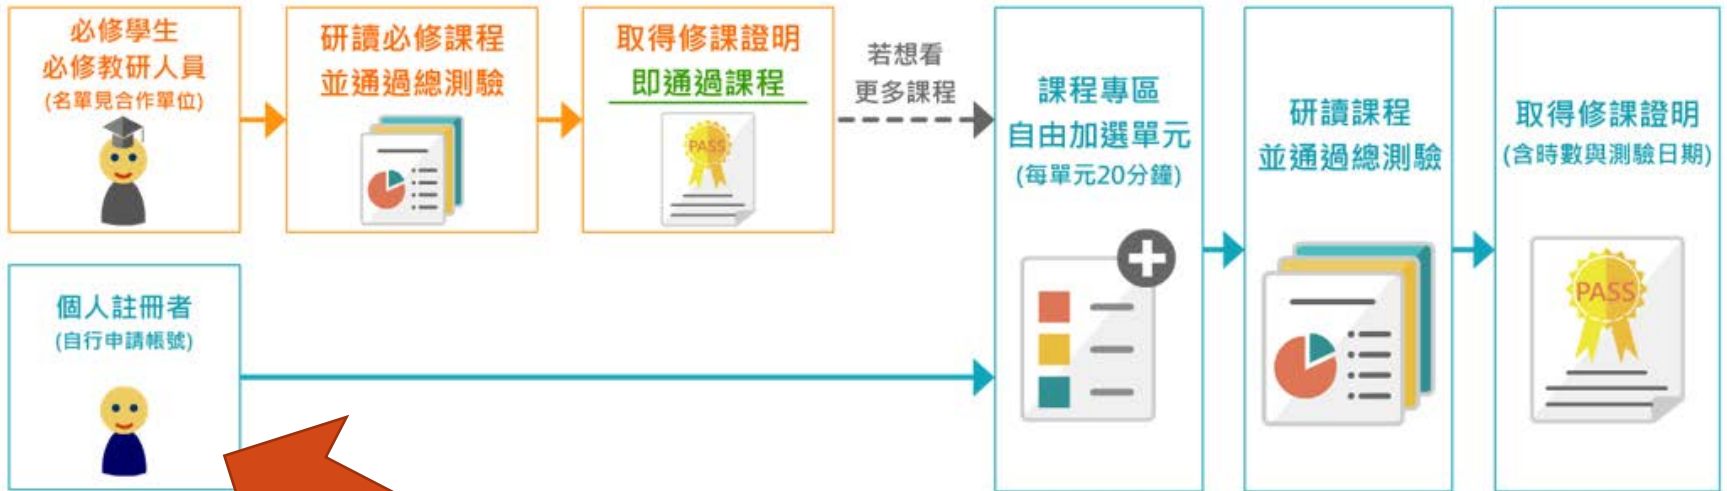 必修學生
必修教研人員
(名單見合作單位)
研讀必修課程
並通過總測驗
取得修課證明
即通過課程
PASS
若想看
更多課程
課程專區
自由加選單元
(每單元20分鐘)
研讀課程
並通過總測驗
取得修課證明
(含時數與測驗日期)
PASS
個人註冊者
(自行申請帳號)